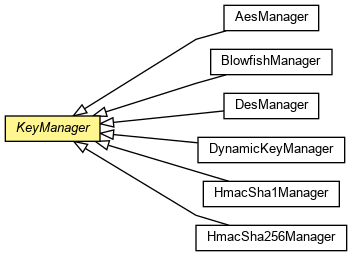 AesManager
BlowfishManager
KeyManager
DesManager
DynamicKeyManager
HmacSha1Manager
HmacSha256Manager